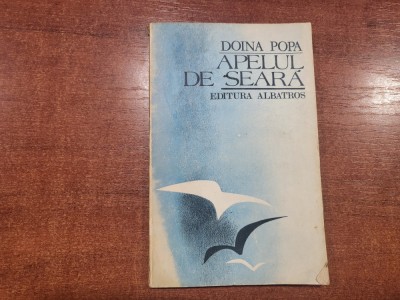 DOINA POPA
APELUL
DE SEARĂ
EDITURA ALBATROS